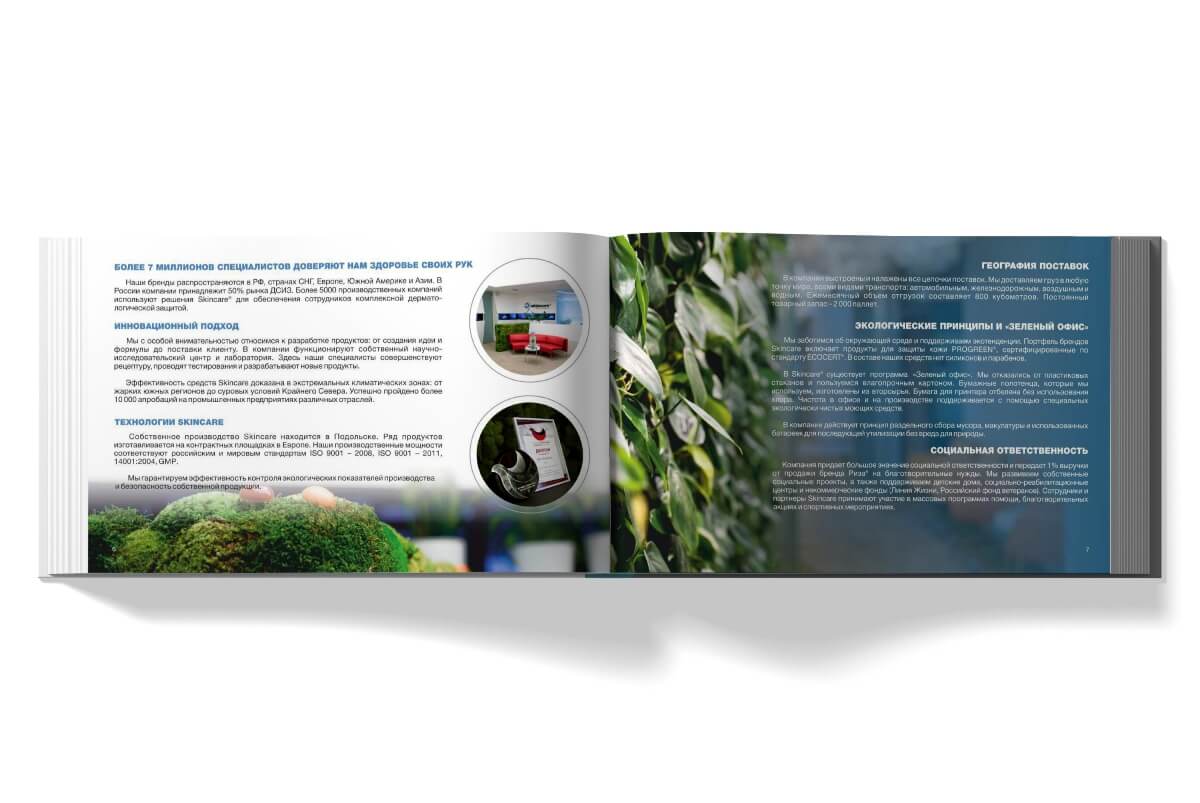 БОЛЕЕ 7 МИЛЛИОНОВ СПЕЦИАЛИСТОВ ДОВЕРЯЮТ НАМ ЗДОРОВЬЕ СВОИХ РУК
Наши бренды распространяются в РФ, странах СНГ, Европе, Южной Америке и Азии. В
России компании принадлежит 50% рынка ДСИЗ. Более 5000 производственных компаний
используют решения Skincare® для обеспечения сотрудников комплексной дермато-
логической защитой.
ИННОВАЦИОННЫЙ ПОДХОД
Мы с особой внимательностью относимся к разработке продуктов: от создания идеи и
формулы до поставки клиенту. В компании функционируют собственный научно-
исследовательский центр и лаборатория. Здесь наши специалисты совершенствуют
рецептуру, проводят тестирования и разрабатывают новые продукты.
Эффективность средств Skincare доказана в экстремальных климатических зонах: от
жарких южных регионов до суровых условий Крайнего Севера. Успешно пройдено более
10 000 апробаций на промышленных предприятиях различных отраслей.
ТЕХНОЛОГИИ SKINCARE
Собственное производство Skincare находится в Подольске. Ряд продуктов
изготавливается на контрактных площадках в Европе. Наши производственные мощности
соответствуют российским и мировым стандартам ISO 9001 – 2008, ISO 9001 – 2011,
14001:2004, GMP.
Мы гарантируем эффективность контроля экологических показателей производства
и безопасность собственной продукции.
ГЕОГРАФИЯ ПОСТАВОК
В компании выстроены и налажены все цепочки поставок. Мы доставляем груз в любую
точку мира, всеми видами транспорта: автомобильным, железнодорожным, воздушным и
водным. Ежемесячный объем отгрузок составляет 800 кубометров. Постоянный
товарный запас – 2 000 паллет.
ЭКОЛОГИЧЕСКИЕ ПРИНЦИПЫ И «ЗЕЛЕНЫЙ ОФИС»
Мы заботимся об окружающей среде и поддерживаем экотенденции. Портфель брендов
Skincare включает продукты для защиты кожи PROGREEN®, сертифицированные по
стандарту ECOCERT®. В составе наших средств нет силиконов и парабенов.
В Skincare® существует программа «Зеленый офис». Мы отказались от пластиковых
стаканов и пользуемся влагопрочным картоном. Бумажные полотенца, которые мы
используем, изготовлены из вторсырья. Бумага для принтера отбелена без использования
хлора. Чистота в офисе и на производстве поддерживается с помощью специальных
экологически чистых моющих средств.
В компании действует принцип раздельного сбора мусора, макулатуры и использованных
батареек для последующей утилизации без вреда для природы.
СОЦИАЛЬНАЯ ОТВЕТСТВЕННОСТЬ
Компания придает большое значение социальной ответственности и передает 1% выручки
от продажи бренда Риза® на благотворительные нужды. Мы развиваем собственные
социальные проекты, а также поддерживаем детские дома, социально-реабилитационные
центры и некоммерческие фонды (Линия Жизни, Российский фонд ветеранов). Сотрудники и
партнеры Skincare принимают участие в массовых программах помощи, благотворительных
акциях и спортивных мероприятиях.
7